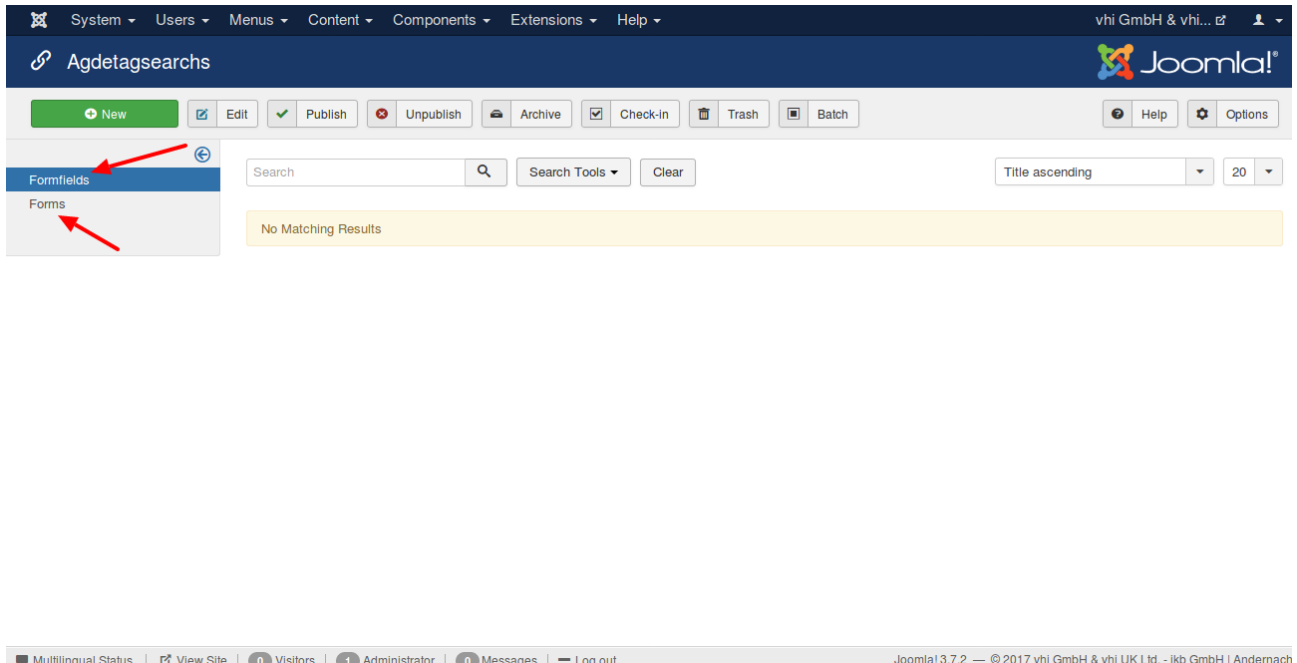 System Users Menus Content Components Extensions Help vhi GmbH & vhi...
Agdetagsearchs Joomla!®
New Edit Publish Unpublish Archive Check-in Trash Batch Help Options
Formfields
Forms
Search Search Tools Clear Title ascending 20
No Matching Results
Multilingual Status View Site 0 Visitors 1 Administrator 0 Messages Log out Joomla! 3.7.2 — © 2017 vhi GmbH & vhi UK Ltd. - ikb GmbH | Andernach